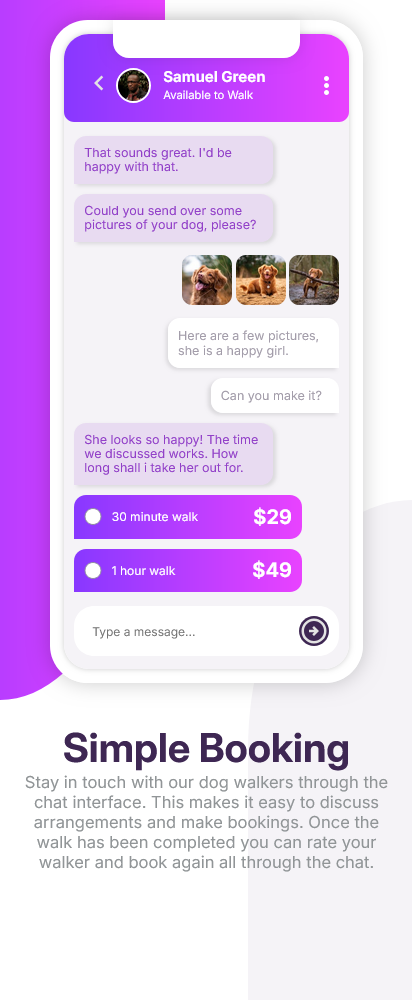 Samuel Green
Available to Walk
That sounds great. I'd be
happy with that.
Could you send over some
pictures of your dog, please?
Here are a few pictures,
she is a happy girl.
Can you make it?
She looks so happy! The time
we discussed works. How
long shall i take her out for.
30 minute walk $29
1 hour walk $49
Type a message...
Simple Booking
Stay in touch with our dog walkers through the
chat interface. This makes it easy to discuss
arrangements and make bookings. Once the
walk has been completed you can rate your
walker and book again all through the chat.